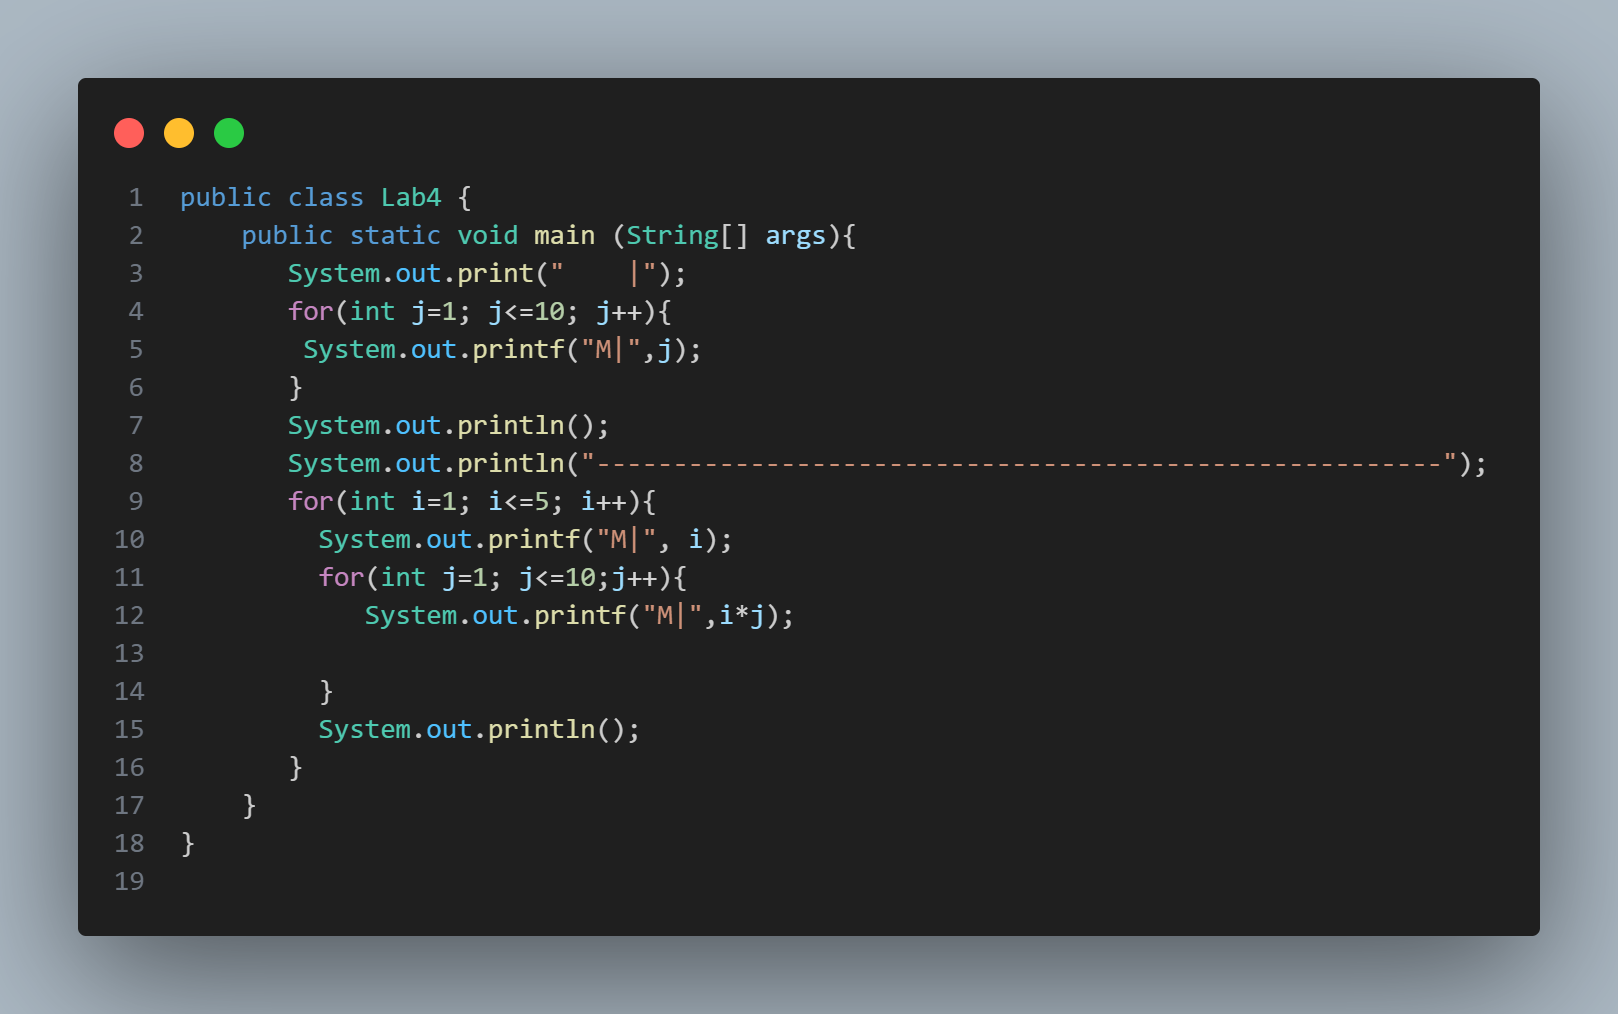 1 public class Lab4 {
2     public static void main (String[] args){
3        System.out.print("    |");
4        for(int j=1; j<=10; j++){
5         System.out.printf("M|",j);
6        }
7        System.out.println();
8        System.out.println("-------------------------------------------------------");
9        for(int i=1; i<=5; i++){
10          System.out.printf("M|", i);
11          for(int j=1; j<=10;j++){
12             System.out.printf("M|",i*j);
13
14          }
15          System.out.println();
16        }
17     }
18 }
19